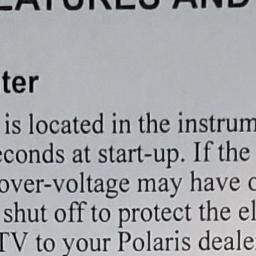 FEATURES AND
ter
is located in the instrum
econds at start-up. If the
over-voltage may have o
shut off to protect the el
TV to your Polaris deale